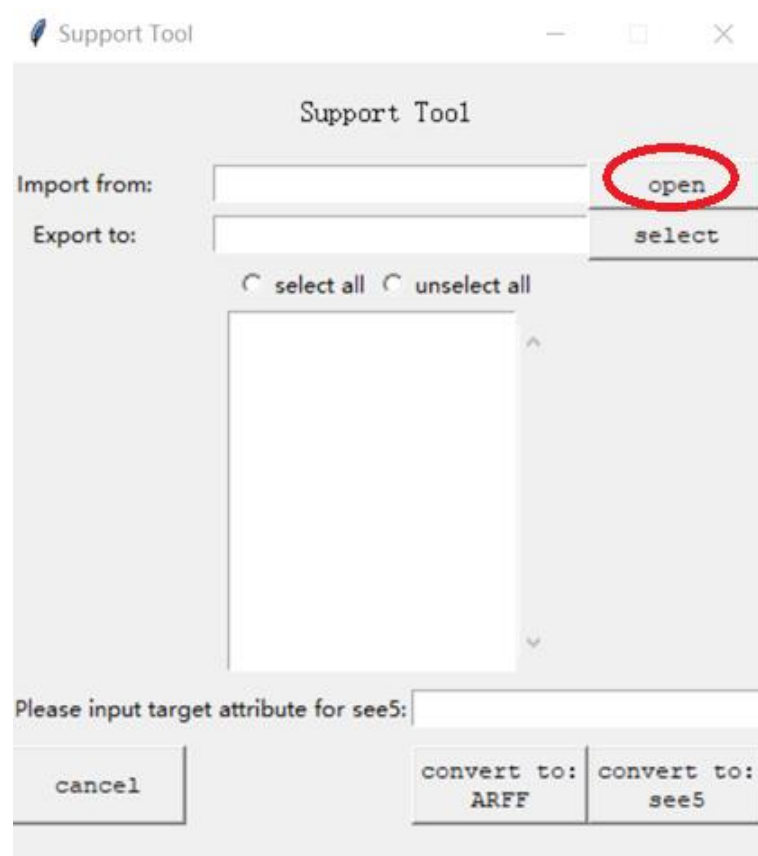 Support Tool
Support Tool
Import from:
open
Export to:
select
select all
unselect all
Please input target attribute for see5:
cancel
convert to:
ARFF
convert to:
see5